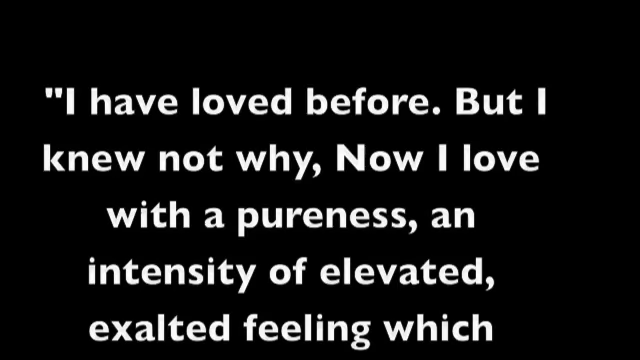 "I have loved before. But I
knew not why, Now I love
with a pureness, an
intensity of elevated,
exalted feeling which